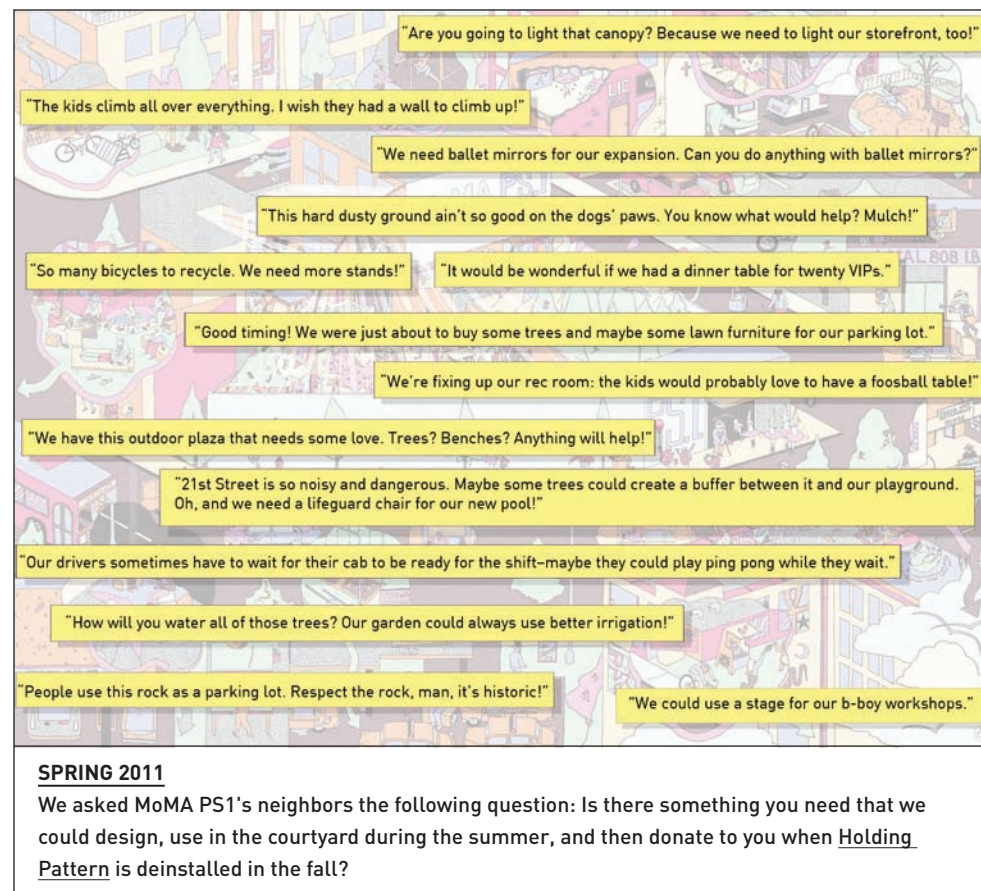 "Are you going to light that canopy? Because we need to light our storefront, too!"
"The kids climb all over everything. I wish they had a wall to climb up!"
"We need ballet mirrors for our expansion. Can you do anything with ballet mirrors?"
"This hard dusty ground ain't so good on the dogs' paws. You know what would help? Mulch!"
"So many bicycles to recycle. We need more stands!"
"It would be wonderful if we had a dinner table for twenty VIPs."
"Good timing! We were just about to buy some trees and maybe some lawn furniture for our parking lot."
"We're fixing up our rec room: the kids would probably love to have a foosball table!"
"We have this outdoor plaza that needs some love. Trees? Benches? Anything will help!"
"21st Street is so noisy and dangerous. Maybe some trees could create a buffer between it and our playground.
Oh, and we need a lifeguard chair for our new pool!"
"Our drivers sometimes have to wait for their cab to be ready for the shift–maybe they could play ping pong while they wait."
"How will you water all of those trees? Our garden could always use better irrigation!"
"People use this rock as a parking lot. Respect the rock, man, it's historic!"
"We could use a stage for our b-boy workshops."
SPRING 2011
We asked MoMA PS1's neighbors the following question: Is there something you need that we
could design, use in the courtyard during the summer, and then donate to you when Holding
Pattern is deinstalled in the fall?